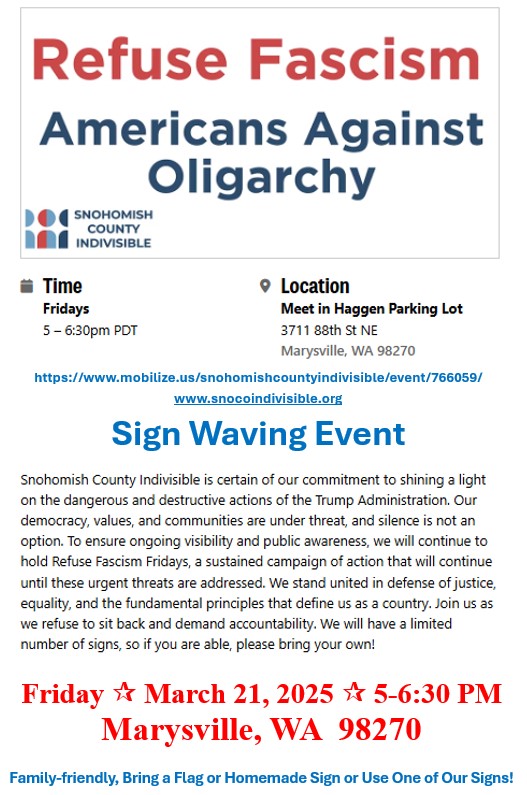 Refuse Fascism
Americans Against
Oligarchy
SNOHOMISH
COUNTY
INDIVISIBLE
Time
Fridays
5 – 6:30pm PDT
Location
Meet in Haggen Parking Lot
3711 88th St NE
Marysville, WA 98270
https://www.mobilize.us/snohomishcountyindivisible/event/766059/
www.snocoindivisible.org
Sign Waving Event
Snohomish County Indivisible is certain of our commitment to shining a light
on the dangerous and destructive actions of the Trump Administration. Our
democracy, values, and communities are under threat, and silence is not an
option. To ensure ongoing visibility and public awareness, we will continue to
hold Refuse Fascism Fridays, a sustained campaign of action that will continue
until these urgent threats are addressed. We stand united in defense of justice,
equality, and the fundamental principles that define us as a country. Join us as
we refuse to sit back and demand accountability. We will have a limited
number of signs, so if you are able, please bring your own!
Friday ☆ March 21, 2025 ☆ 5-6:30 PM
Marysville, WA 98270
Family-friendly, Bring a Flag or Homemade Sign or Use One of Our Signs!